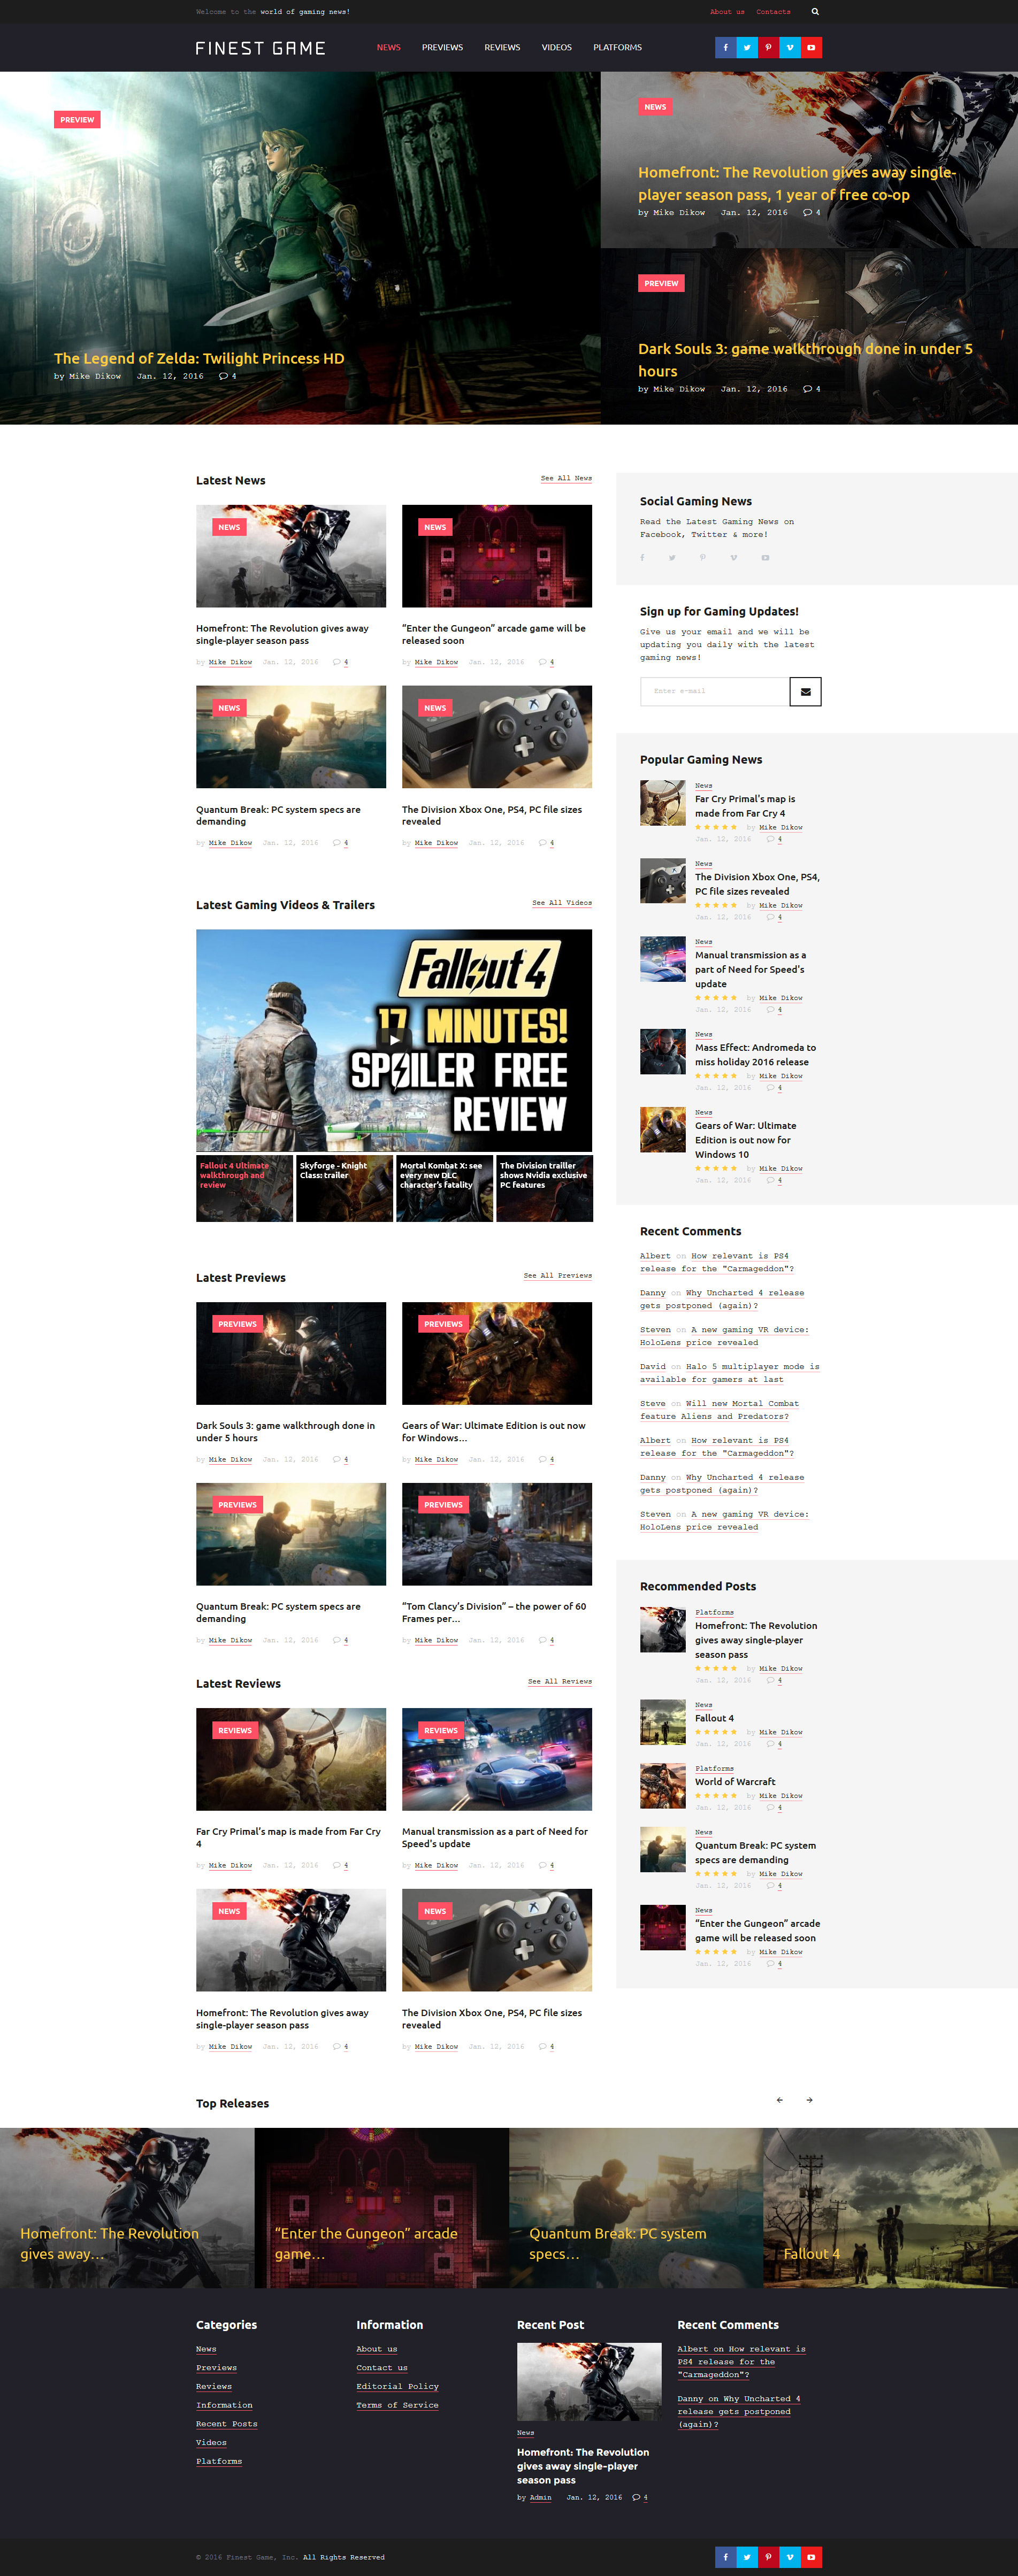 Welcome to the world of gaming news!
About us Contacts
FINEST GAME
NEWS PREVIEWS REVIEWS VIDEOS PLATFORMS
PREVIEW
The Legend of Zelda: Twilight Princess HD
by Mike Dikow Jan. 12, 2016 4
NEWS
Homefront: The Revolution gives away single-
player season pass, 1 year of free co-op
by Mike Dikow Jan. 12, 2016 4
PREVIEW
Dark Souls 3: game walkthrough done in under 5
hours
by Mike Dikow Jan. 12, 2016 4
Latest News
See All News
NEWS
Homefront: The Revolution gives away
single-player season pass
by Mike Dikow Jan. 12, 2016 4
NEWS
“Enter the Gungeon” arcade game will be
released soon
by Mike Dikow Jan. 12, 2016 4
NEWS
Quantum Break: PC system specs are
demanding
by Mike Dikow Jan. 12, 2016 4
NEWS
The Division Xbox One, PS4, PC file sizes
revealed
by Mike Dikow Jan. 12, 2016 4
Latest Gaming Videos & Trailers
See All Videos
Fallout 4
17 MINUTES!
SPOILER FREE
REVIEW
Fallout 4 Ultimate
walkthrough and
review
Skyforge - Knight
Class: trailer
Mortal Kombat X: see
every new DLC
character's fatality
The Division trailler
shows Nvidia exclusive
PC features
Latest Previews
See All Previews
PREVIEWS
Dark Souls 3: game walkthrough done in
under 5 hours
by Mike Dikow Jan. 12, 2016 4
PREVIEWS
Gears of War: Ultimate Edition is out now
for Windows…
by Mike Dikow Jan. 12, 2016 4
PREVIEWS
Quantum Break: PC system specs are
demanding
by Mike Dikow Jan. 12, 2016 4
PREVIEWS
“Tom Clancy’s Division” – the power of 60
Frames per…
by Mike Dikow Jan. 12, 2016 4
Latest Reviews
See All Reviews
REVIEWS
Far Cry Primal’s map is made from Far Cry
4
by Mike Dikow Jan. 12, 2016 4
REVIEWS
Manual transmission as a part of Need for
Speed’s update
by Mike Dikow Jan. 12, 2016 4
NEWS
Homefront: The Revolution gives away
single-player season pass
by Mike Dikow Jan. 12, 2016 4
NEWS
The Division Xbox One, PS4, PC file sizes
revealed
by Mike Dikow Jan. 12, 2016 4
Social Gaming News
Read the Latest Gaming News on
Facebook, Twitter & more!
Sign up for Gaming Updates!
Give us your email and we will be
updating you daily with the latest
gaming news!
Enter e-mail
Popular Gaming News
News
Far Cry Primal’s map is
made from Far Cry 4
by Mike Dikow
Jan. 12, 2016 4
News
The Division Xbox One, PS4,
PC file sizes revealed
by Mike Dikow
Jan. 12, 2016 4
News
Manual transmission as a
part of Need for Speed’s
update
by Mike Dikow
Jan. 12, 2016 4
News
Mass Effect: Andromeda to
miss holiday 2016 release
by Mike Dikow
Jan. 12, 2016 4
News
Gears of War: Ultimate
Edition is out now for
Windows 10
by Mike Dikow
Jan. 12, 2016 4
Recent Comments
Albert on How relevant is PS4
release for the "Carmageddon"?
Danny on Why Uncharted 4 release
gets postponed (again)?
Steven on A new gaming VR device:
HoloLens price revealed
David on Halo 5 multiplayer mode is
available for gamers at last
Steve on Will new Mortal Combat
feature Aliens and Predators?
Albert on How relevant is PS4
release for the "Carmageddon"?
Danny on Why Uncharted 4 release
gets postponed (again)?
Steven on A new gaming VR device:
HoloLens price revealed
Recommended Posts
Platforms
Homefront: The Revolution
gives away single-player
season pass
by Mike Dikow
Jan. 12, 2016 4
News
Fallout 4
by Mike Dikow
Jan. 12, 2016 4
Platforms
World of Warcraft
by Mike Dikow
Jan. 12, 2016 4
News
Quantum Break: PC system
specs are demanding
by Mike Dikow
Jan. 12, 2016 4
News
“Enter the Gungeon” arcade
game will be released soon
by Mike Dikow
Jan. 12, 2016 4
Top Releases
Homefront: The Revolution
gives away…
“Enter the Gungeon” arcade
game…
Quantum Break: PC system
specs…
Fallout 4
Categories
News
Previews
Reviews
Information
Recent Posts
Videos
Platforms
Information
About us
Contact us
Editorial Policy
Terms of Service
Recent Post
News
Homefront: The Revolution
gives away single-player
season pass
by Admin Jan. 12, 2016 4
Recent Comments
Albert on How relevant is
PS4 release for the
"Carmageddon"?
Danny on Why Uncharted 4
release gets postponed
(again)?
© 2016 Finest Game, Inc. All Rights Reserved